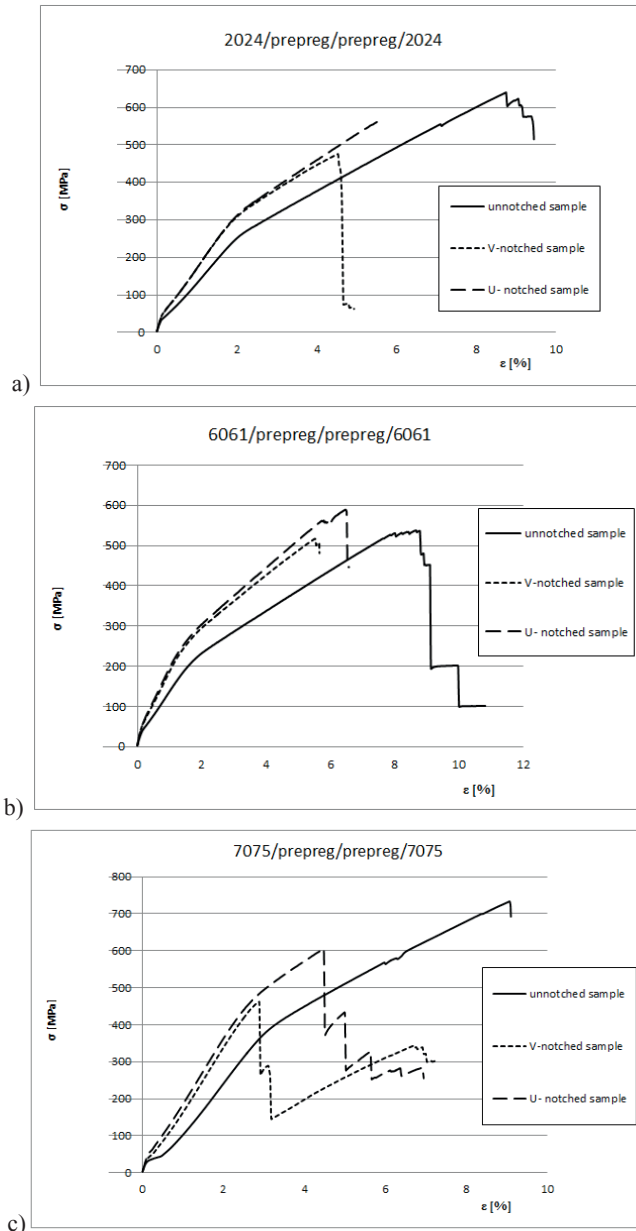 2024/prepreg/prepreg/2024
700
600
500
400
300
200
100
0
σ [MPa]
0 2 4 6 8 10
ε [%]
unnotched sample
V-notched sample
U- notched sample
a)
6061/prepreg/prepreg/6061
700
600
500
400
300
200
100
0
σ [MPa]
0 2 4 6 8 10 12
ε [%]
unnotched sample
V-notched sample
U- notched sample
b)
7075/prepreg/prepreg/7075
800
700
600
500
400
300
200
100
0
σ [MPa]
0 2 4 6 8 10
ε [%]
unnotched sample
V-notched sample
U- notched sample
c)